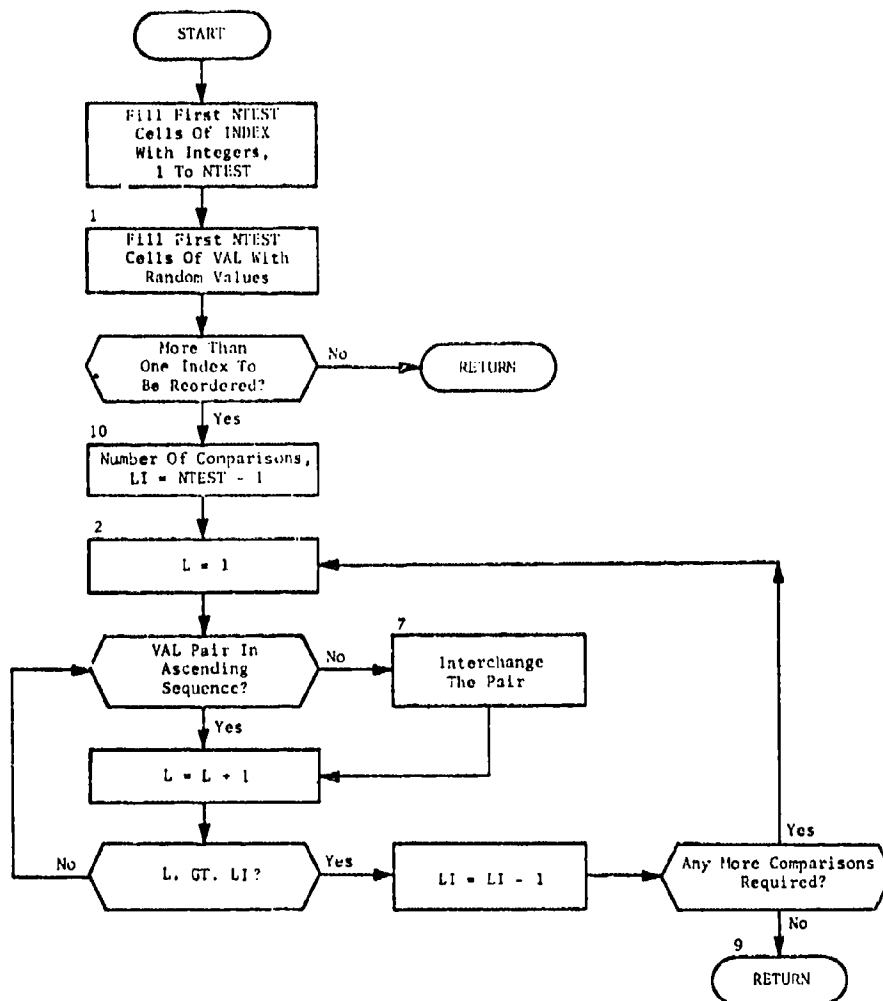 START
Fill First NTEST
Cells Of INDEX
With Integers,
1 To NTEST
1
Fill First NTEST
Cells Of VAL With
Random Values
More Than
One Index To
Be Reordered?
No
RETURN
Yes
10
Number Of Comparisons,
LI = NTEST - 1
2
L = 1
VAL Pair In
Ascending
Sequence?
No
7
Interchange
The Pair
Yes
L = L + 1
No
L. GT. LI?
Yes
LI = LI - 1
Any More Comparisons
Required?
Yes
No
9
RETURN